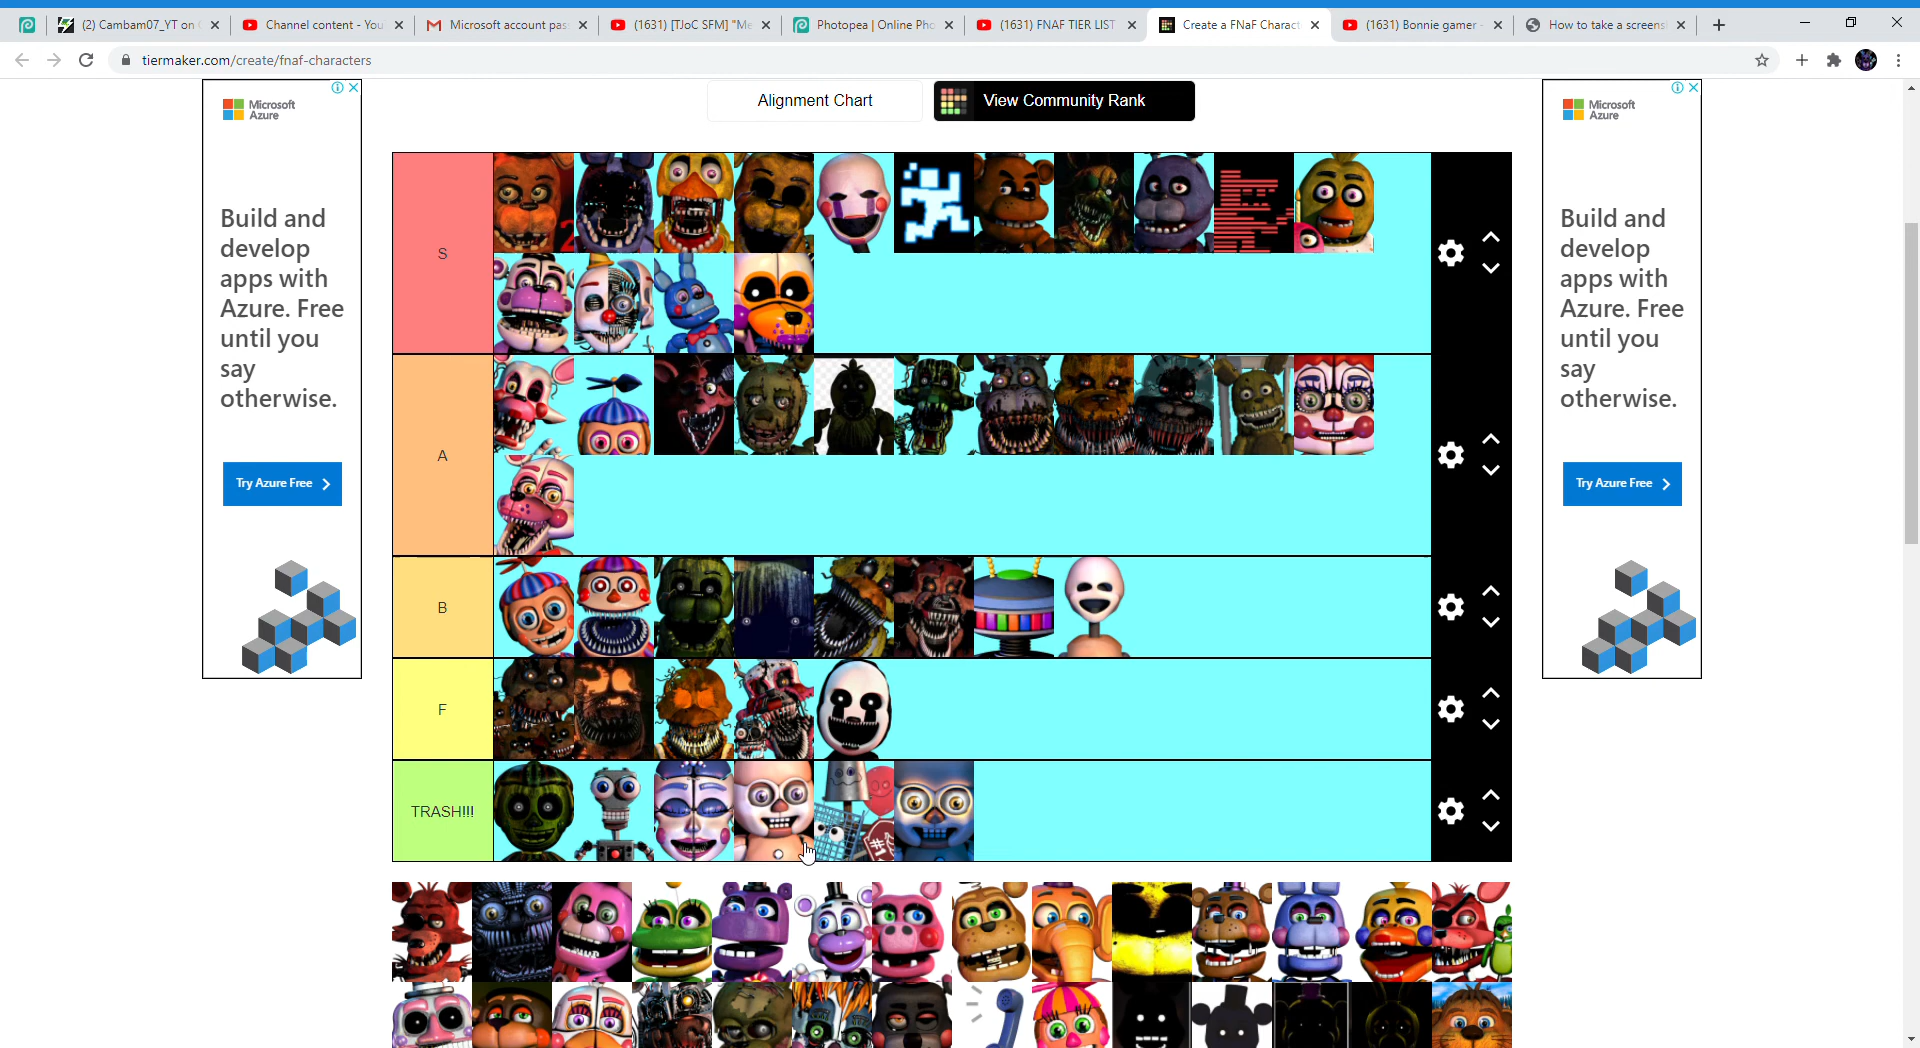 (2) Cambam07_YT on
Channel content - You
Microsoft account pas
(1631) [TJoC SFM] "Me
Photopea | Online Pho
(1631) FNAF TIER LIST
Create a FNaF Charact
(1631) Bonnie gamer -
How to take a screens
tiermaker.com/create/fnaf-characters
Alignment Chart
View Community Rank
Microsoft
Azure
Build and
develop
apps with
Azure. Free
until you
say
otherwise.
Try Azure Free
Microsoft
Azure
Build and
develop
apps with
Azure. Free
until you
say
otherwise.
Try Azure Free
S
2
A
B
F
TRASH!!!
#1